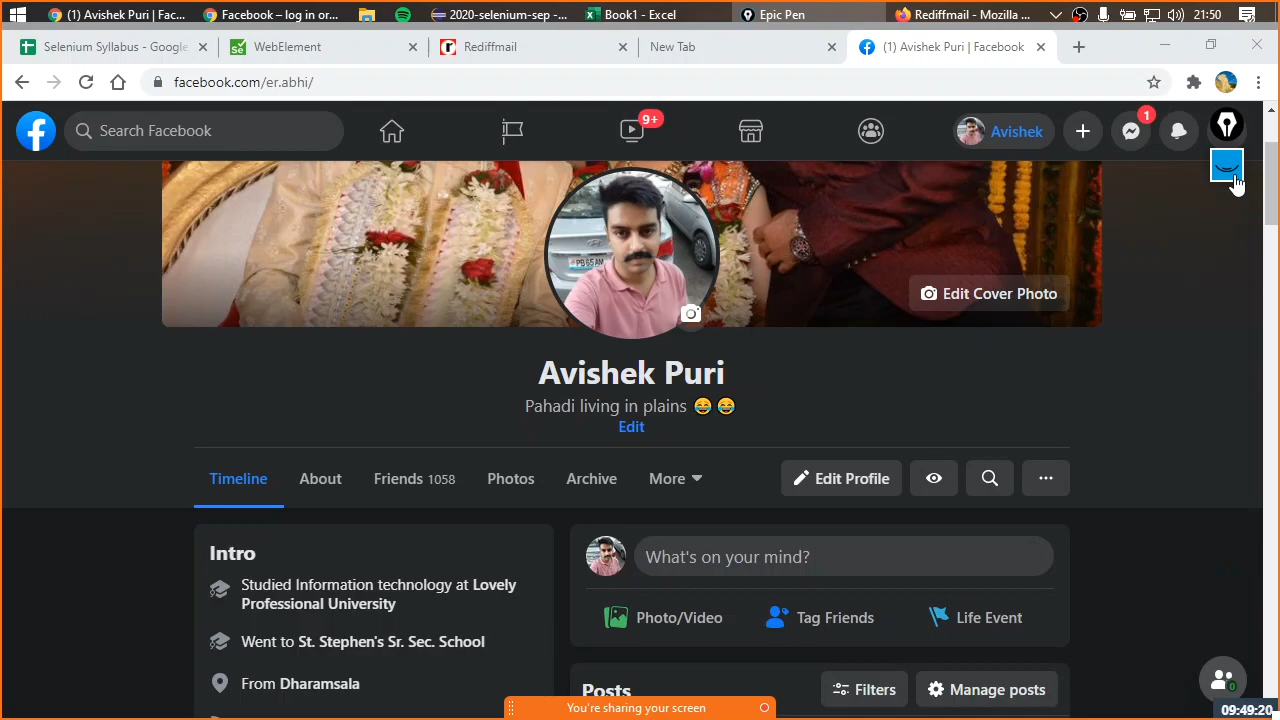 (1) Avishek Puri | Fac...
Facebook – log in or...
2020-selenium-sep -...
Book1 - Excel
Epic Pen
Rediffmail - Mozilla ...
21:50
Selenium Syllabus - Google
WebElement
Rediffmail
New Tab
(1) Avishek Puri | Facebook
facebook.com/er.abhi/
Search Facebook
9+
Avishek
1
Edit Cover Photo
Avishek Puri
Pahadi living in plains 😂 😂
Edit
Timeline
About
Friends 1058
Photos
Archive
More
Edit Profile
Intro
Studied Information technology at Lovely
Professional University
Went to St. Stephen's Sr. Sec. School
From Dharamsala
What's on your mind?
Photo/Video
Tag Friends
Life Event
Posts
Filters
Manage posts
0
You're sharing your screen
09:49:20